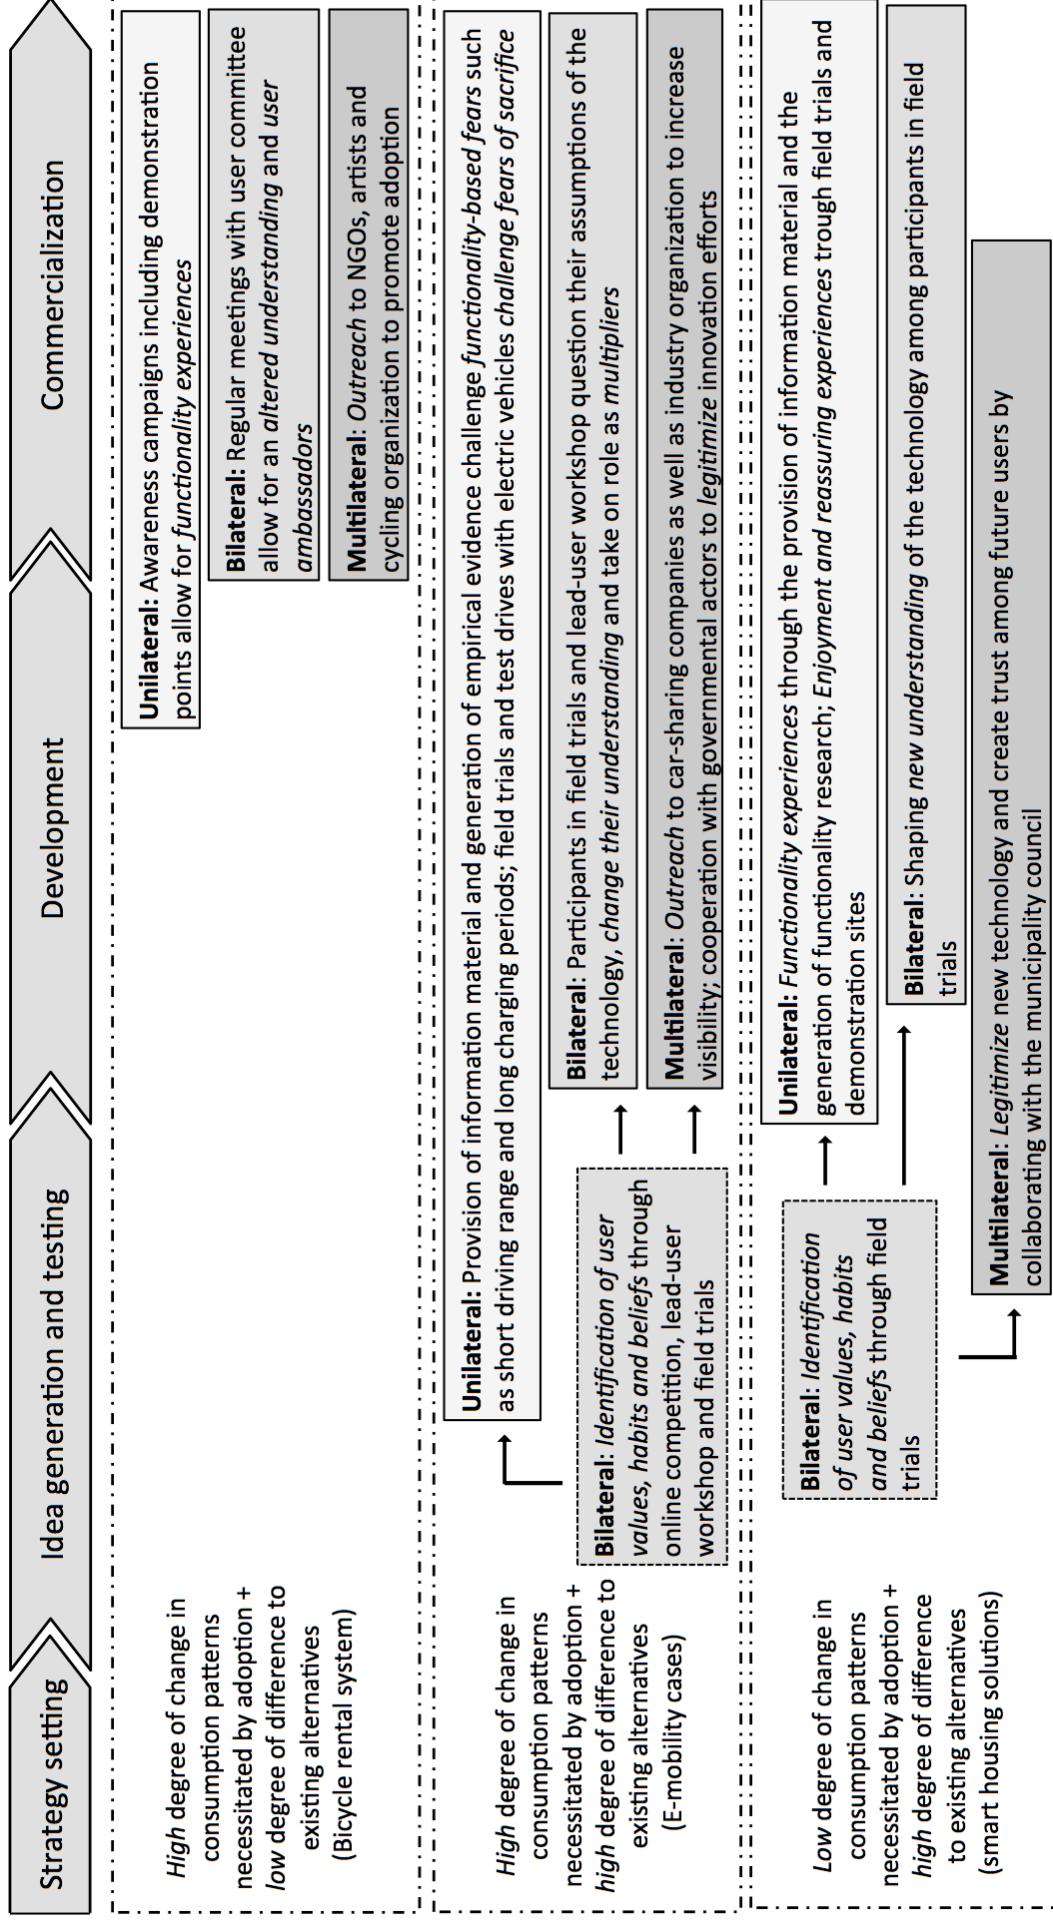 Strategy setting
Idea generation and testing
Development
Commercialization
High degree of change in
consumption patterns
necessitated by adoption +
low degree of difference to
existing alternatives
(Bicycle rental system)
Unilateral: Awareness campaigns including demonstration
points allow for functionality experiences
Bilateral: Regular meetings with user committee
allow for an altered understanding and user
ambassadors
Multilateral: Outreach to NGOs, artists and
cycling organization to promote adoption
High degree of change in
consumption patterns
necessitated by adoption +
high degree of difference to
existing alternatives
(E-mobility cases)
Unilateral: Provision of information material and generation of empirical evidence challenge functionality-based fears such
as short driving range and long charging periods; field trials and test drives with electric vehicles challenge fears of sacrifice
Bilateral: Identification of user
values, habits and beliefs through
online competition, lead-user
workshop and field trials
Bilateral: Participants in field trials and lead-user workshop question their assumptions of the
technology, change their understanding and take on role as multipliers
Multilateral: Outreach to car-sharing companies as well as industry organization to increase
visibility; cooperation with governmental actors to legitimize innovation efforts
Low degree of change in
consumption patterns
necessitated by adoption +
high degree of difference
to existing alternatives
(smart housing solutions)
Bilateral: Identification
of user values, habits
and beliefs through field
trials
Unilateral: Functionality experiences through the provision of information material and the
generation of functionality research; Enjoyment and reassuring experiences trough field trials and
demonstration sites
Bilateral: Shaping new understanding of the technology among participants in field
trials
Multilateral: Legitimize new technology and create trust among future users by
collaborating with the municipality council